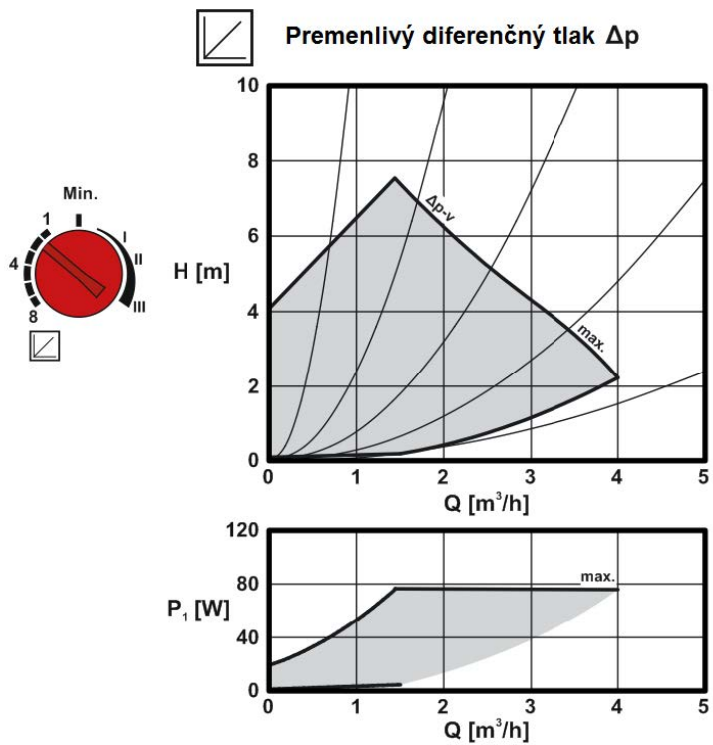 Premenlivý diferenčný tlak Δp
10
8
6
4
2
0
H [m]
Δp-v
max.
0 1 2 3 4 5
Q [m³/h]
Min.
1
4
8
I
II
III
120
80
40
0
P₁ [W]
max.
0 1 2 3 4 5
Q [m³/h]